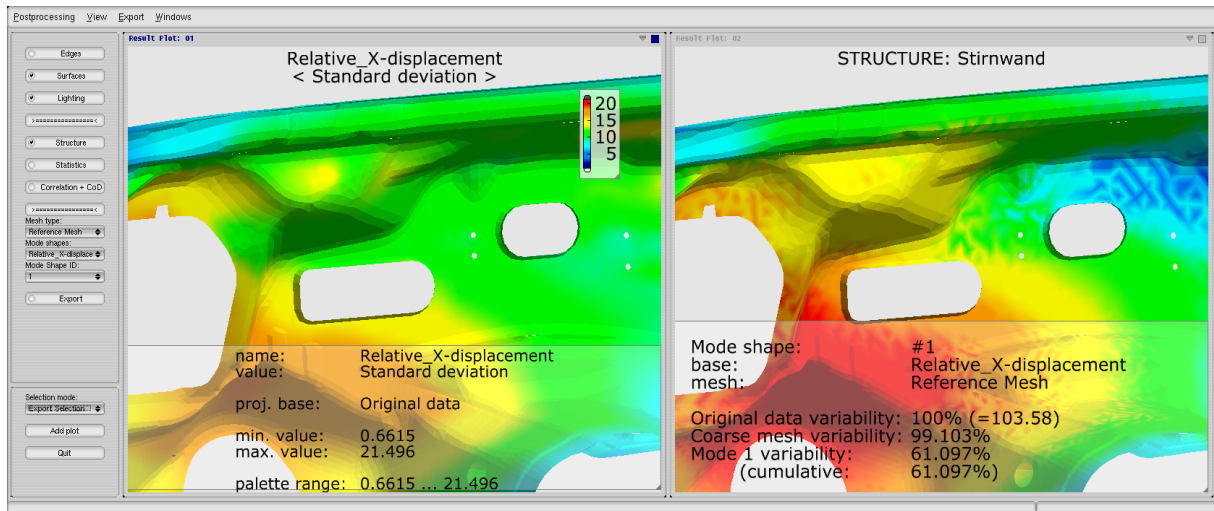 Postprocessing View Export Windows
Edges
Surfaces
Lighting
>===============<
Structure
Statistics
Correlation + CoD
>===============<
Mesh type:
Reference Mesh
Mode shapes:
Relative_X-displace
Mode Shape ID:
1
Export
Selection mode:
Export Selection...
Add plot
Quit
Result Plot: 01
Relative_X-displacement
< Standard deviation >
20
15
10
5
name: Relative_X-displacement
value: Standard deviation
proj. base: Original data
min. value: 0.6615
max. value: 21.496
palette range: 0.6615 ... 21.496
Result Plot: 02
STRUCTURE: Stirnwand
Mode shape: #1
base: Relative_X-displacement
mesh: Reference Mesh
Original data variability: 100% (=103.58)
Coarse mesh variability: 99.103%
Mode 1 variability: 61.097%
(cumulative: 61.097%)